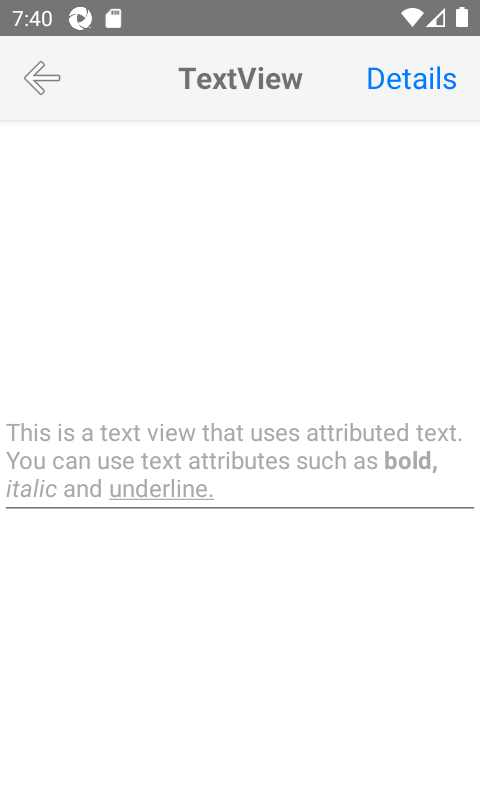 7:40
TextView
Details
This is a text view that uses attributed text.
You can use text attributes such as bold,
italic and underline.